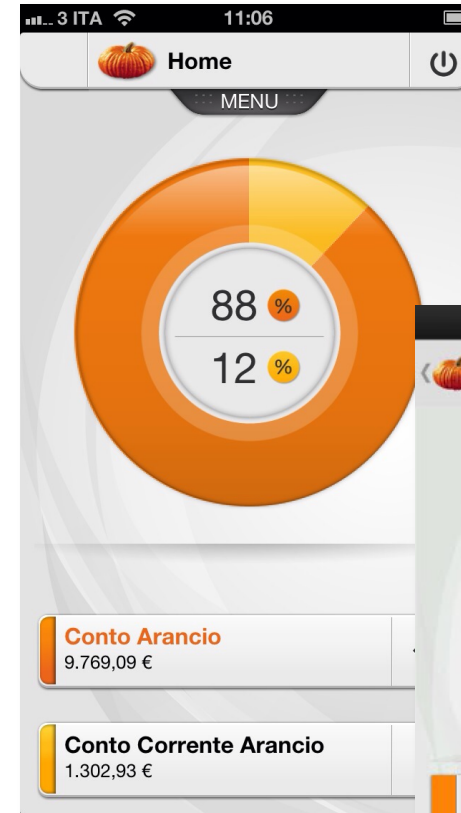 3 ITA 11:06
Home
MENU
88 %
12 %
Conto Arancio
9.769,09 €
Conto Corrente Arancio
1.302,93 €